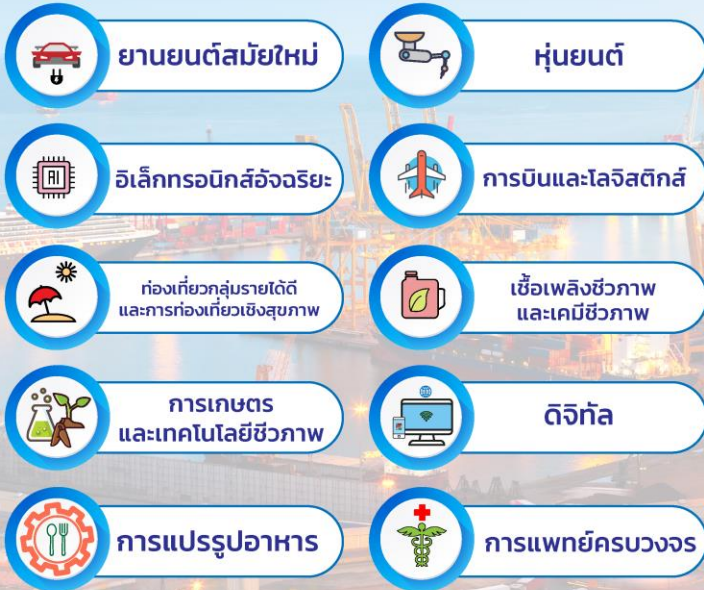 ยานยนต์สมัยใหม่
หุ่นยนต์
AI
อิเล็กทรอนิกส์อัจฉริยะ
การบินและโลจิสติกส์
ท่องเที่ยวกลุ่มรายได้ดี
และการท่องเที่ยวเชิงสุขภาพ
เชื้อเพลิงชีวภาพ
และเคมีชีวภาพ
การเกษตร
และเทคโนโลยีชีวภาพ
ดิจิทัล
การแปรรูปอาหาร
การแพทย์ครบวงจร